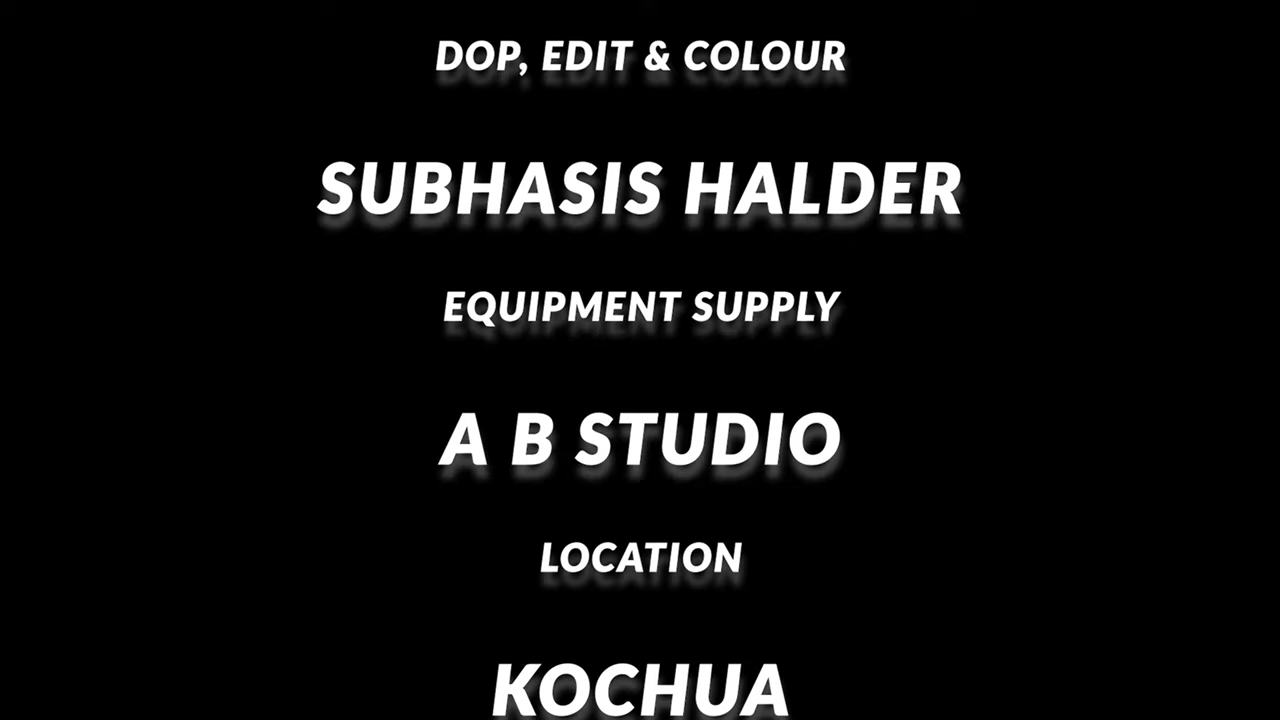 DOP, EDIT & COLOUR
SUBHASIS HALDER
EQUIPMENT SUPPLY
A B STUDIO
LOCATION
KOCHUA